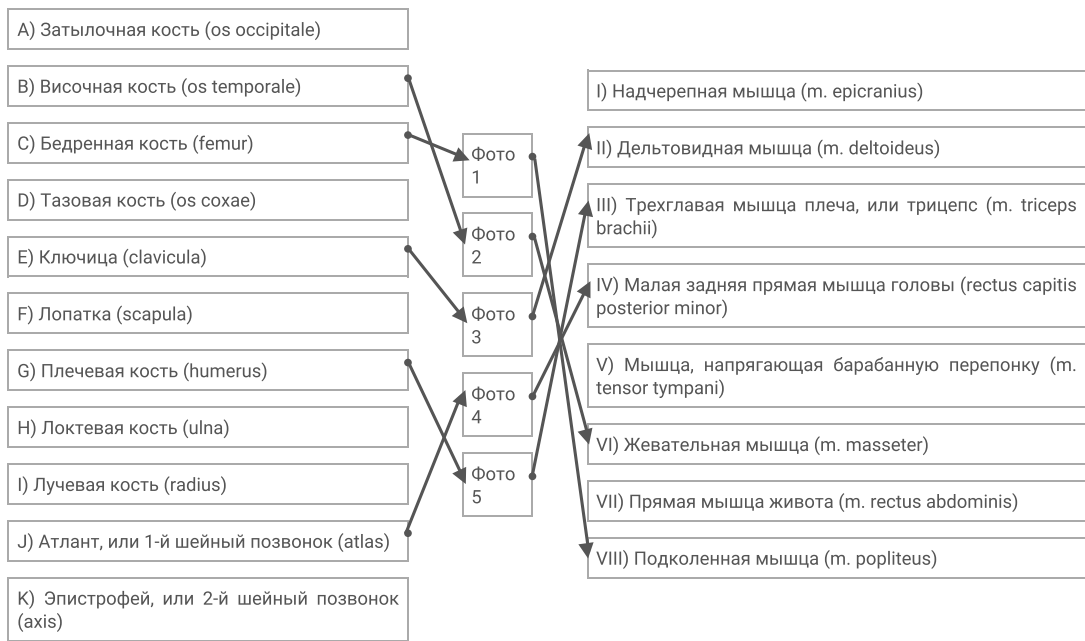 A) Затылочная кость (os occipitale)
B) Височная кость (os temporale)
C) Бедренная кость (femur)
D) Тазовая кость (os coxae)
E) Ключица (clavicula)
F) Лопатка (scapula)
G) Плечевая кость (humerus)
H) Локтевая кость (ulna)
I) Лучевая кость (radius)
J) Атлант, или 1-й шейный позвонок (atlas)
K) Эпистрофей, или 2-й шейный позвонок
(axis)
Фото
1
Фото
2
Фото
3
Фото
4
Фото
5
I) Надчерепная мышца (m. epicranius)
II) Дельтовидная мышца (m. deltoideus)
III) Трехглавая мышца плеча, или трицепс (m. triceps
brachii)
IV) Малая задняя прямая мышца головы (rectus capitis
posterior minor)
V) Мышца, напрягающая барабанную перепонку (m.
tensor tympani)
VI) Жевательная мышца (m. masseter)
VII) Прямая мышца живота (m. rectus abdominis)
VIII) Подколенная мышца (m. popliteus)